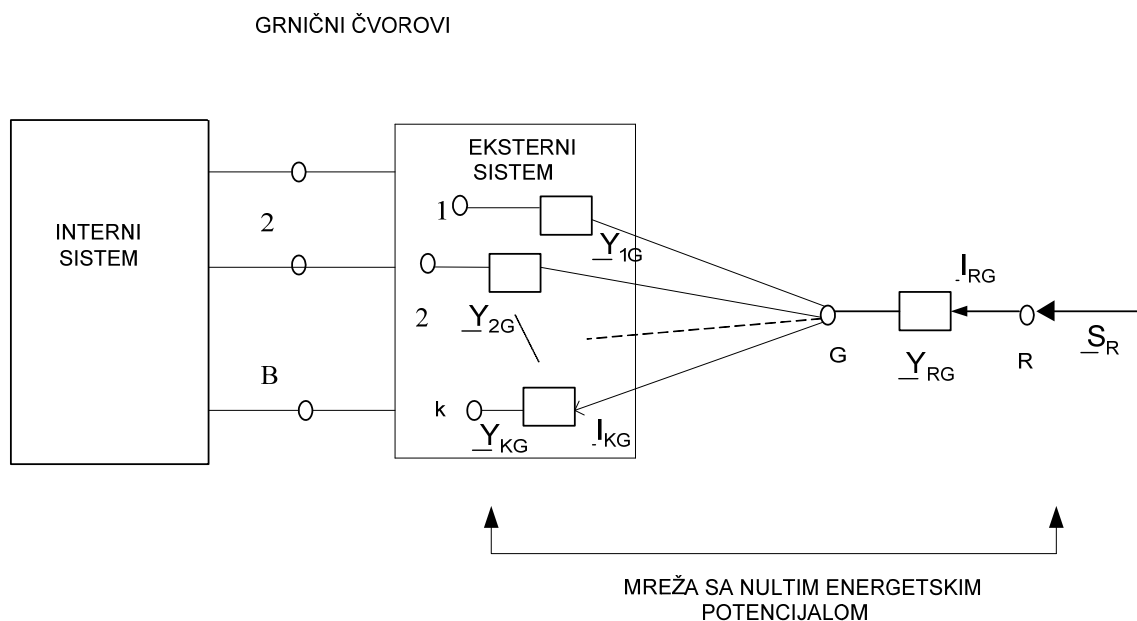 GRNIČNI ČVOROVI
INTERNI
SISTEM
2
B
EKSTERNI
SISTEM
1
Y1G
2
Y2G
k
YKG
IKG
G
YRG
IRG
R
SR
MREŽA SA NULTIM ENERGETSKIM
POTENCIJALOM